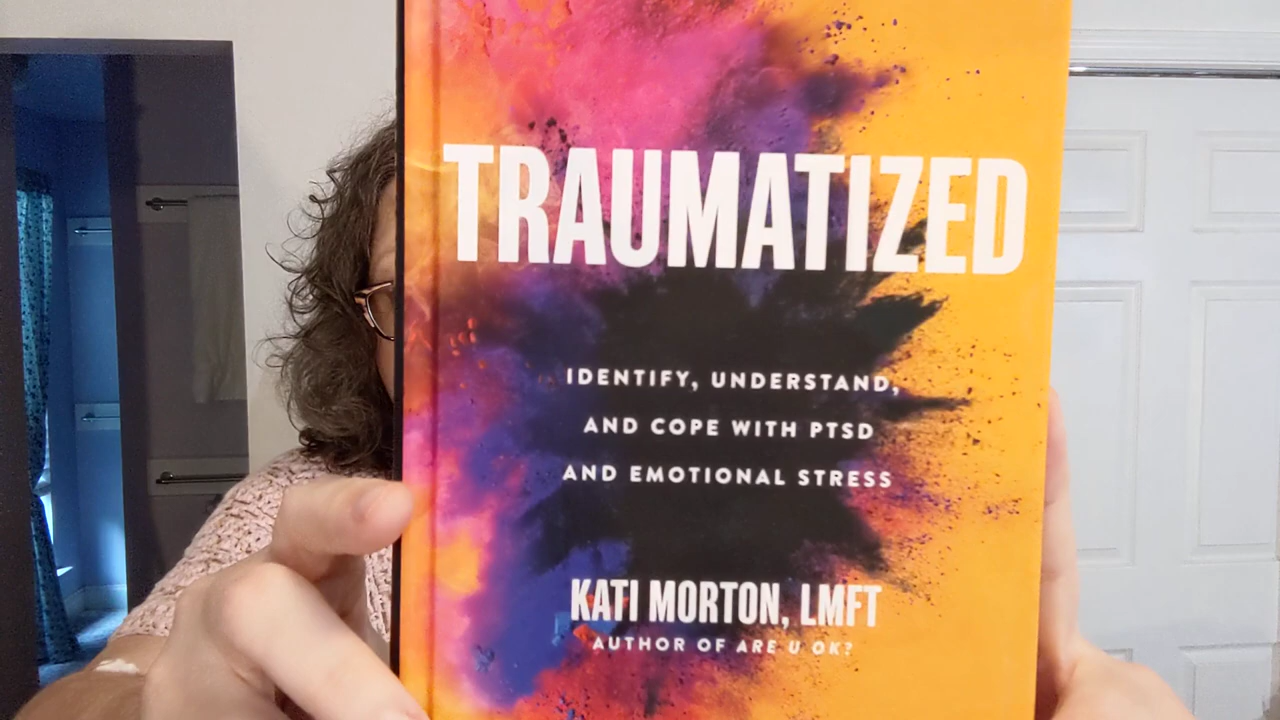 TRAUMATIZED
IDENTIFY, UNDERSTAND,
AND COPE WITH PTSD
AND EMOTIONAL STRESS
KATI MORTON, LMFT
AUTHOR OF ARE U OK?